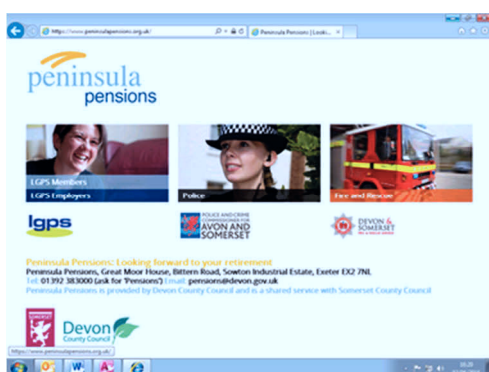 https://www.peninsulapensions.org.uk/
Peninsula Pensions | Looki...
peninsula
pensions
LGPS Members
LGPS Employers
Police
Fire and Rescue
lgps
POLICE AND CRIME
COMMISSIONER FOR
AVON AND
SOMERSET
DEVON &
SOMERSET
FIRE & RESCUE SERVICE
Peninsula Pensions: Looking forward to your retirement
Peninsula Pensions, Great Moor House, Bittern Road, Sowton Industrial Estate, Exeter EX2 7NL
Tel: 01392 383000 (ask for 'Pensions') Email: pensions@devon.gov.uk
Peninsula Pensions is provided by Devon County Council and is a shared service with Somerset County Council
Devon
County Council
https://www.peninsulapensions.org.uk/